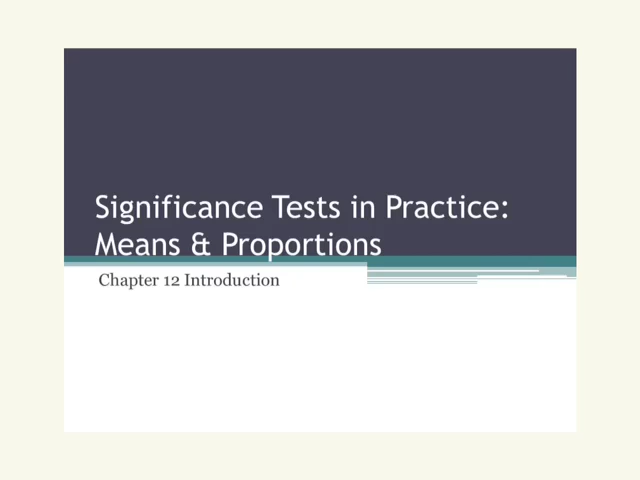 Significance Tests in Practice:
Means & Proportions
Chapter 12 Introduction